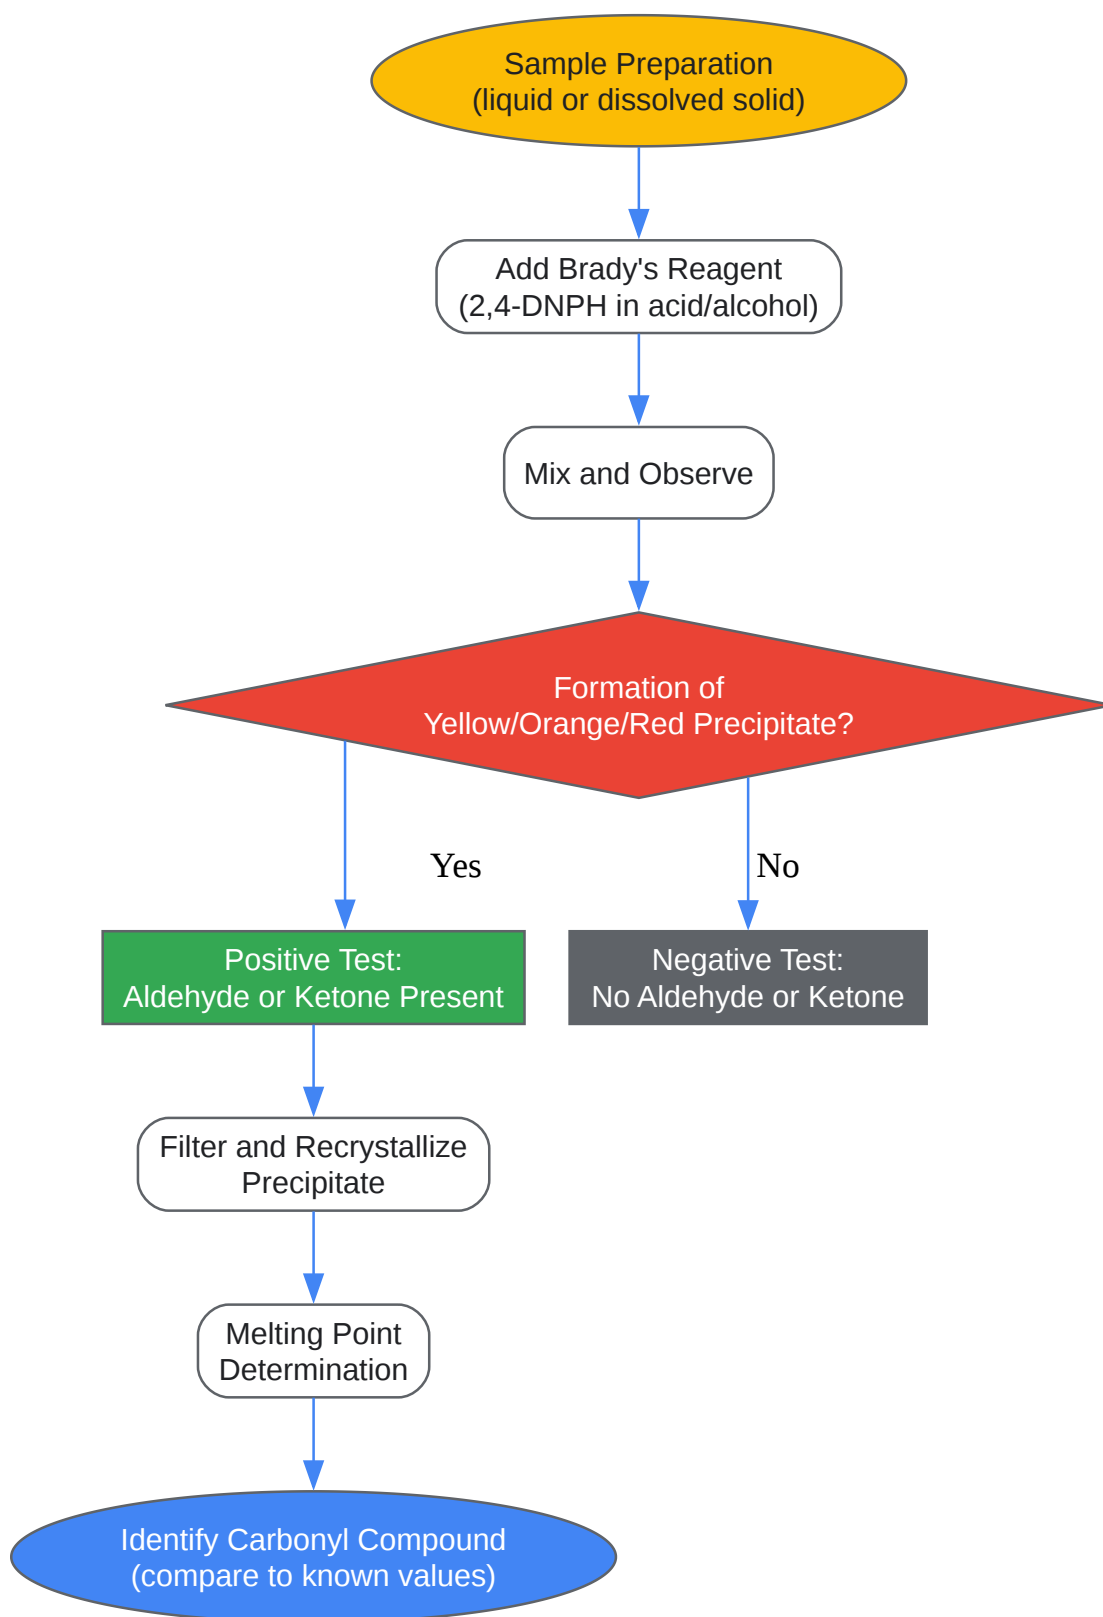 Sample Preparation
(liquid or dissolved solid)
Add Brady's Reagent
(2,4-DNPH in acid/alcohol)
Mix and Observe
Formation of
Yellow/Orange/Red Precipitate?
Yes
No
Positive Test:
Aldehyde or Ketone Present
Negative Test:
No Aldehyde or Ketone
Filter and Recrystallize
Precipitate
Melting Point
Determination
Identify Carbonyl Compound
(compare to known values)